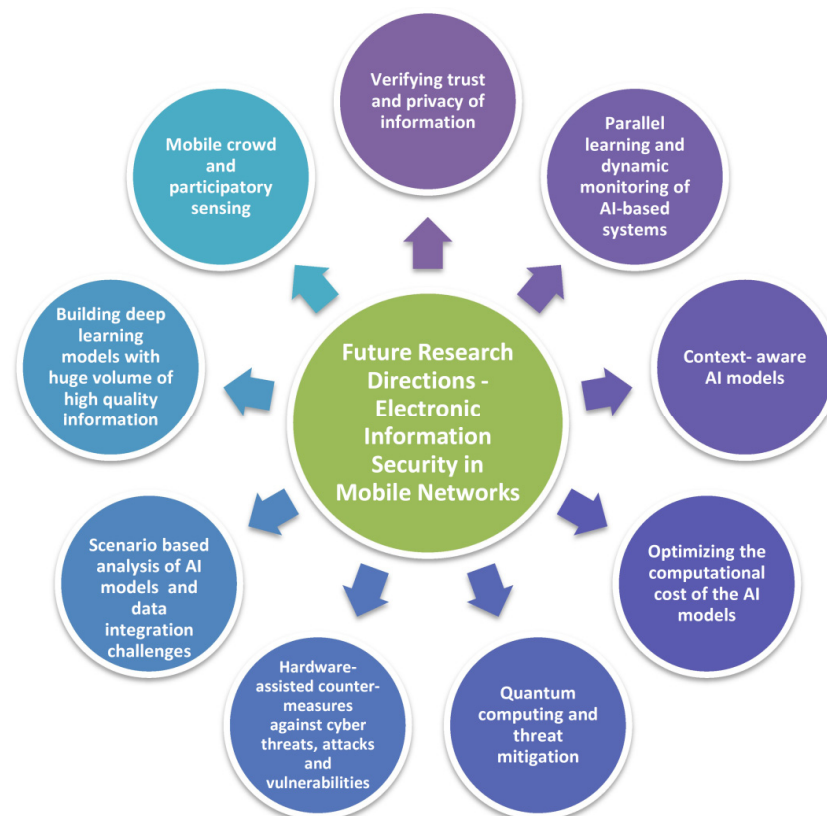 Verifying trust
and privacy of
information
Parallel
learning and
dynamic
monitoring of
AI-based
systems
Context- aware
AI models
Optimizing the
computational
cost of the AI
models
Quantum
computing and
threat
mitigation
Hardware-
assisted counter-
measures
against cyber
threats, attacks
and
vulnerabilities
Scenario based
analysis of AI
models and
data
integration
challenges
Building deep
learning
models with
huge volume of
high quality
information
Mobile crowd
and
participatory
sensing
Future Research
Directions -
Electronic
Information
Security in
Mobile Networks